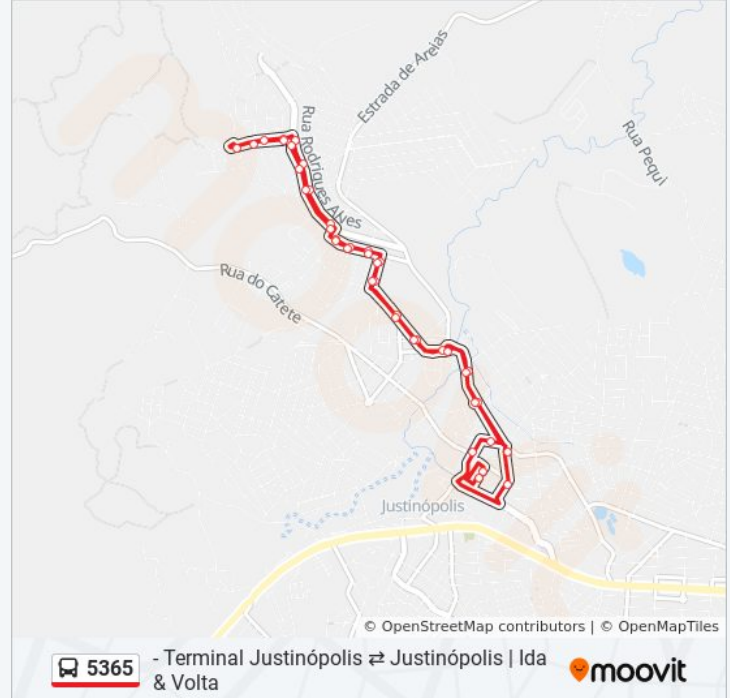 Estrada de Areias
Rua Rodrigues Alves
Rua Pequi
Rua do Catete
Justinópolis
© OpenStreetMap contributors | © OpenMapTiles
5365
- Terminal Justinópolis ⇄ Justinópolis | Ida
& Volta
moovit